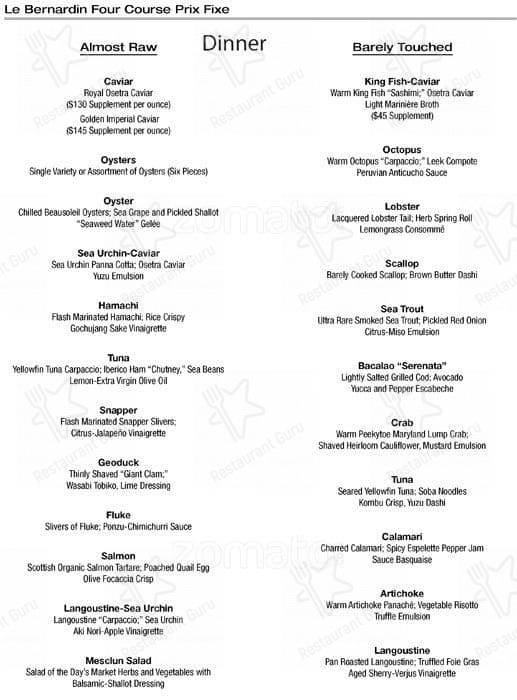 Le Bernardin Four Course Prix Fixe
Dinner
Almost Raw
Caviar
Royal Osetra Caviar
($130 Supplement per ounce)
Golden Imperial Caviar
($145 Supplement per ounce)
Oysters
Single Variety or Assortment of Oysters (Six Pieces)
Oyster
Chilled Beausoleil Oysters; Sea Grape and Pickled Shallot
"Seaweed Water" Gelée
Sea Urchin-Caviar
Sea Urchin Panna Cotta; Osetra Caviar
Yuzu Emulsion
Hamachi
Flash Marinated Hamachi; Rice Crispy
Gochujang Sake Vinaigrette
Tuna
Yellowfin Tuna Carpaccio; Iberico Ham "Chutney," Sea Beans
Lemon-Extra Virgin Olive Oil
Snapper
Flash Marinated Snapper Slivers;
Citrus-Jalapeño Vinaigrette
Geoduck
Thinly Shaved "Giant Clam;"
Wasabi Tobiko, Lime Dressing
Fluke
Slivers of Fluke; Ponzu-Chimichurri Sauce
Salmon
Scottish Organic Salmon Tartare; Poached Quail Egg
Olive Focaccia Crisp
Langoustine-Sea Urchin
Langoustine "Carpaccio;" Sea Urchin
Aki Nori-Apple Vinaigrette
Mesclun Salad
Salad of the Day's Market Herbs and Vegetables with
Balsamic-Shallot Dressing
Barely Touched
King Fish-Caviar
Warm King Fish "Sashimi;" Osetra Caviar
Light Marinière Broth
($45 Supplement)
Octopus
Warm Octopus "Carpaccio;" Leek Compote
Peruvian Anticucho Sauce
Lobster
Lacquered Lobster Tail; Herb Spring Roll
Lemongrass Consommé
Scallop
Barely Cooked Scallop; Brown Butter Dashi
Sea Trout
Ultra Rare Smoked Sea Trout; Pickled Red Onion
Citrus-Miso Emulsion
Bacalao "Serenata"
Lightly Salted Grilled Cod; Avocado
Yucca and Pepper Escabeche
Crab
Warm Peekytoe Maryland Lump Crab;
Shaved Heirloom Cauliflower, Mustard Emulsion
Tuna
Seared Yellowfin Tuna; Soba Noodles
Kombu Crisp, Yuzu Dashi
Calamari
Charred Calamari; Spicy Espelette Pepper Jam
Sauce Basquaise
Artichoke
Warm Artichoke Panaché; Vegetable Risotto
Truffle Emulsion
Langoustine
Pan Roasted Langoustine; Truffled Foie Gras
Aged Sherry-Verjus Vinaigrette
zomato
zomato
Restaurant Guru
Restaurant Guru
Restaurant Guru
Restaurant Guru